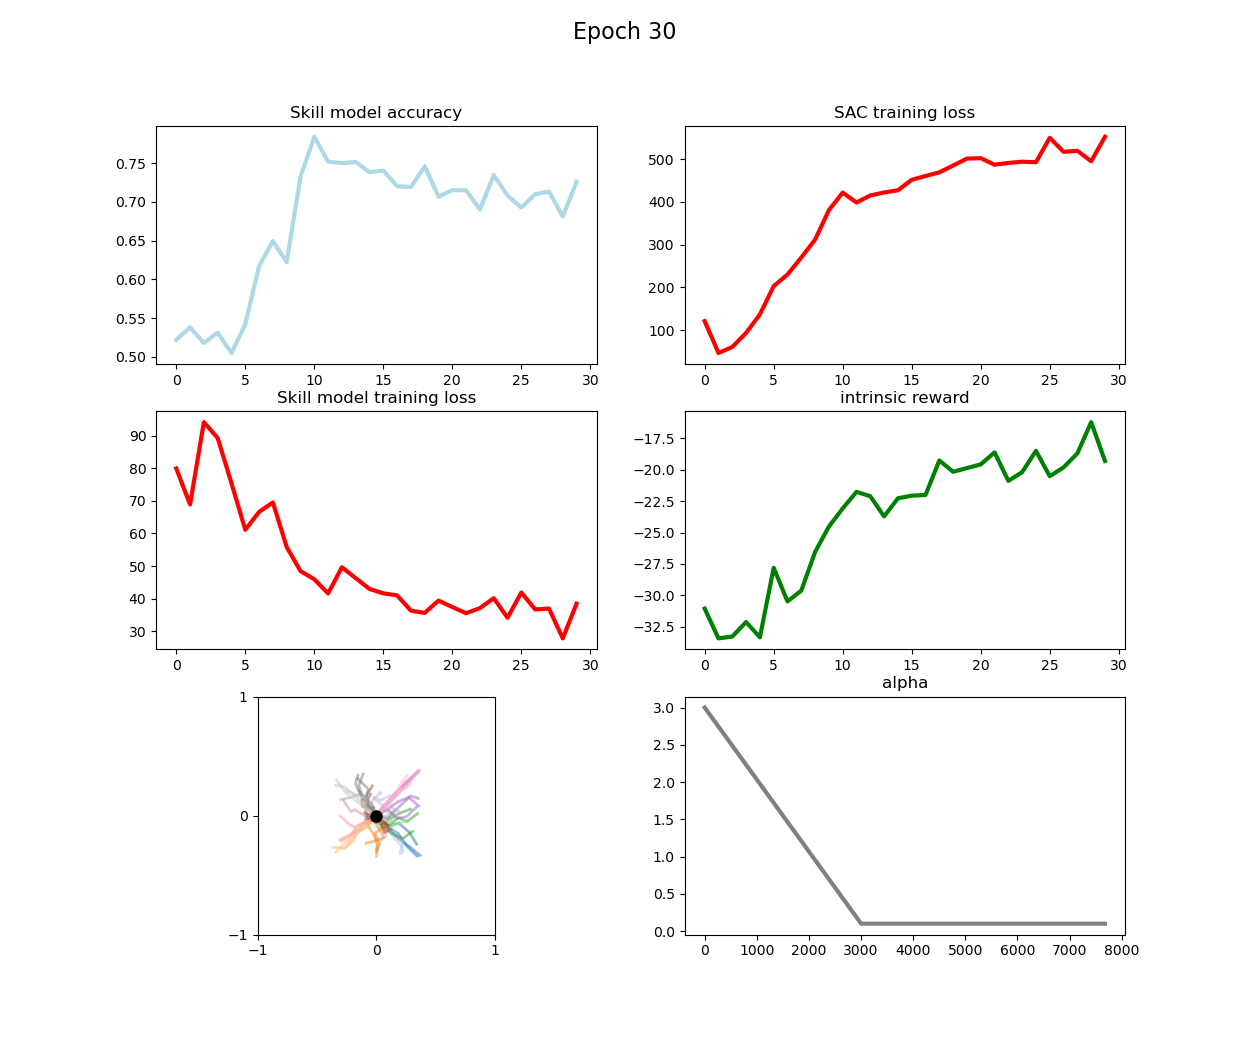 Epoch 30
Skill model accuracy
0.75
0.70
0.65
0.60
0.55
0.50
0 5 10 15 20 25 30
SAC training loss
500
400
300
200
100
0 5 10 15 20 25 30
Skill model training loss
90
80
70
60
50
40
30
0 5 10 15 20 25 30
intrinsic reward
−17.5
−20.0
−22.5
−25.0
−27.5
−30.0
−32.5
0 5 10 15 20 25 30
1
0
−1
−1 0 1
alpha
3.0
2.5
2.0
1.5
1.0
0.5
0.0
0 1000 2000 3000 4000 5000 6000 7000 8000